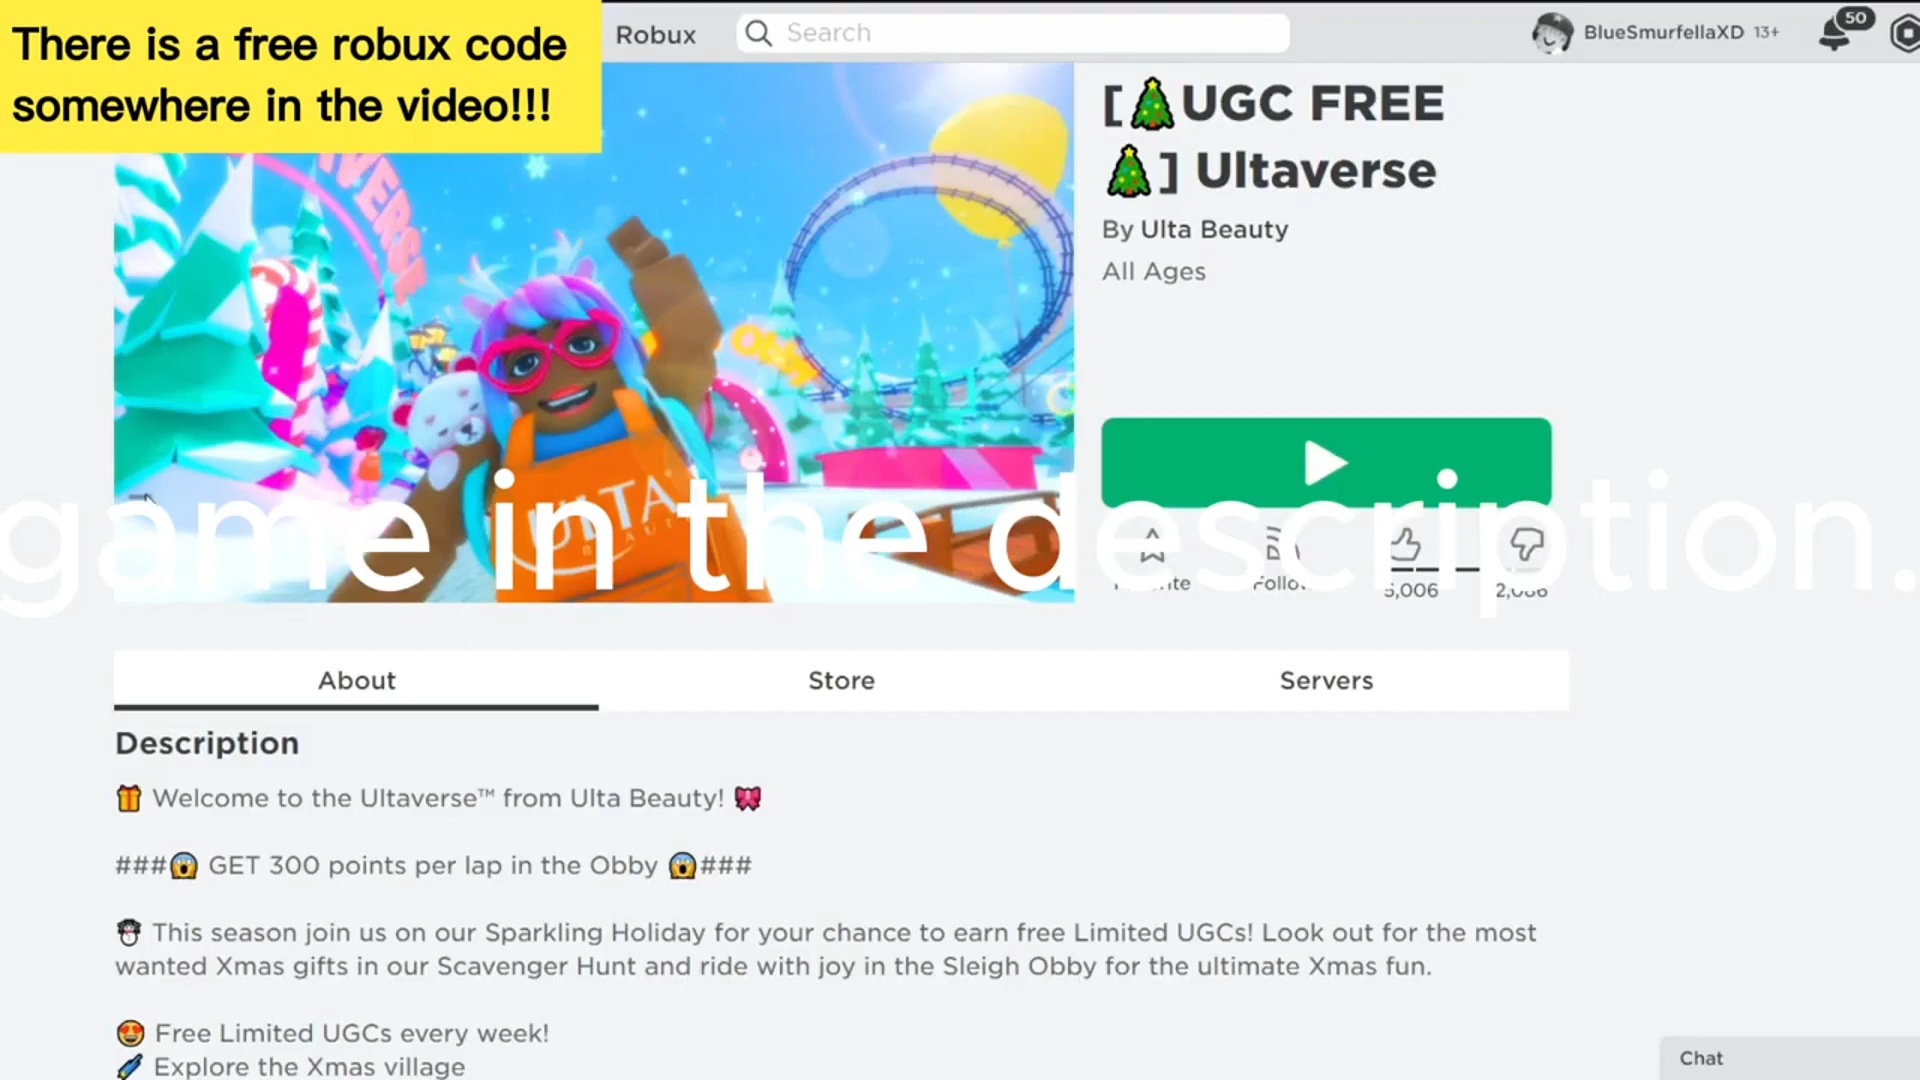 There is a free robux code
somewhere in the video!!!
Robux
Search
BlueSmurfellaXD 13+
50
[🎄UGC FREE
🎄] Ultaverse
By Ulta Beauty
All Ages
ULTA
game in the description.
About
Store
Servers
Description
🎁 Welcome to the Ultaverse™ from Ulta Beauty! 🎀
###😱 GET 300 points per lap in the Obby 😱###
☃️ This season join us on our Sparkling Holiday for your chance to earn free Limited UGCs! Look out for the most
wanted Xmas gifts in our Scavenger Hunt and ride with joy in the Sleigh Obby for the ultimate Xmas fun.
😍 Free Limited UGCs every week!
Explore the Xmas village
Chat